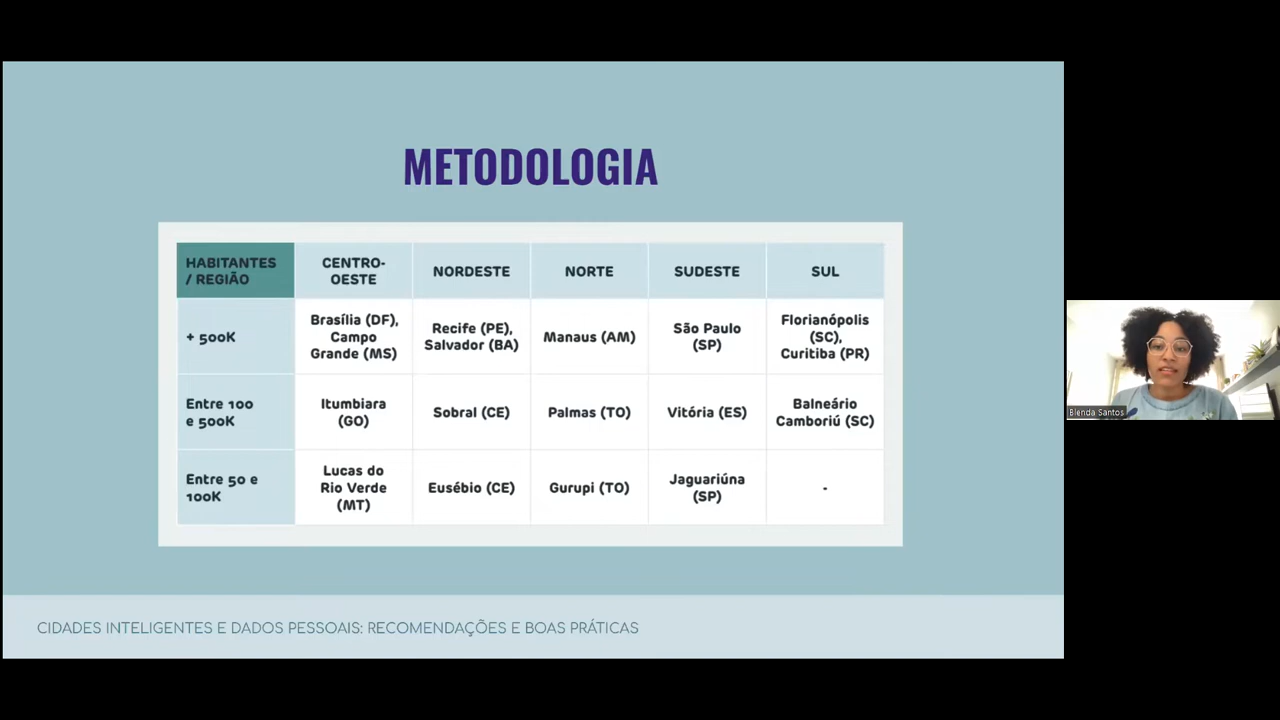 METODOLOGIA
HABITANTES
/ REGIÃO
CENTRO-
OESTE
NORDESTE
NORTE
SUDESTE
SUL
+ 500K
Brasília (DF),
Campo
Grande (MS)
Recife (PE),
Salvador (BA)
Manaus (AM)
São Paulo
(SP)
Florianópolis
(SC),
Curitiba (PR)
Entre 100
e 500K
Itumbiara
(GO)
Sobral (CE)
Palmas (TO)
Vitória (ES)
Balneário
Camboriú (SC)
Entre 50 e
100K
Lucas do
Rio Verde
(MT)
Eusébio (CE)
Gurupi (TO)
Jaguariúna
(SP)
-
CIDADES INTELIGENTES E DADOS PESSOAIS: RECOMENDAÇÕES E BOAS PRÁTICAS
Blenda Santos